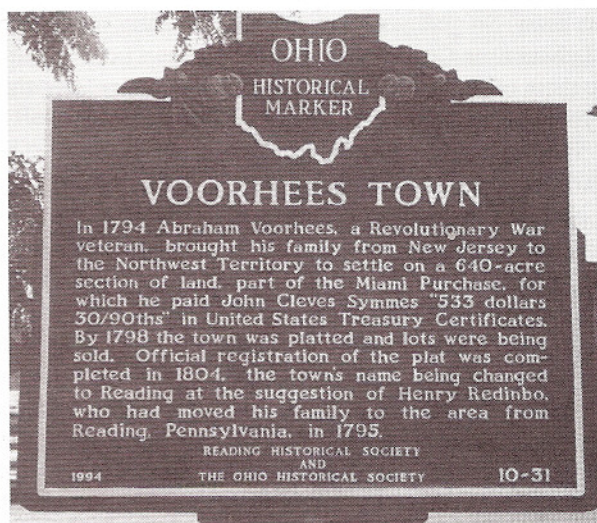 OHIO
HISTORICAL
MARKER
VOORHEES TOWN
In 1794 Abraham Voorhees, a Revolutionary War
veteran, brought his family from New Jersey to
the Northwest Territory to settle on a 640-acre
section of land, part of the Miami Purchase, for
which he paid John Cleves Symmes "533 dollars
30/90ths" in United States Treasury Certificates.
By 1798 the town was platted and lots were being
sold. Official registration of the plat was com-
pleted in 1804, the town's name being changed
to Reading at the suggestion of Henry Redinbo,
who had moved his family to the area from
Reading, Pennsylvania, in 1795.
READING HISTORICAL SOCIETY
AND
THE OHIO HISTORICAL SOCIETY
1994
10-31